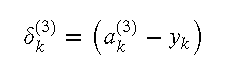 δ_k^{(3)} = (a_k^{(3)} − y_k)